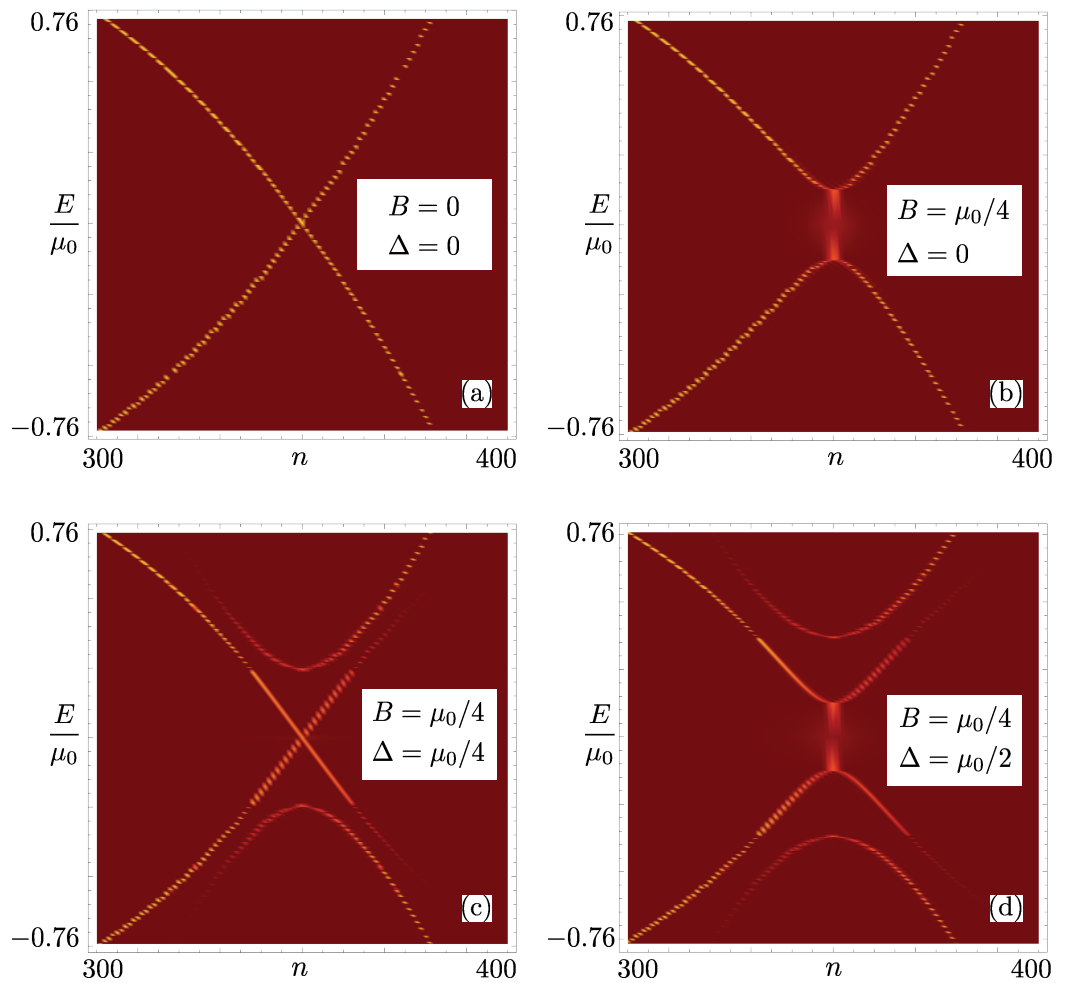 0.76
E
μ₀
B = 0
Δ = 0
(a)
−0.76
300 n 400
0.76
E
μ₀
B = μ₀/4
Δ = 0
(b)
−0.76
300 n 400
0.76
E
μ₀
B = μ₀/4
Δ = μ₀/4
(c)
−0.76
300 n 400
0.76
E
μ₀
B = μ₀/4
Δ = μ₀/2
(d)
−0.76
300 n 400